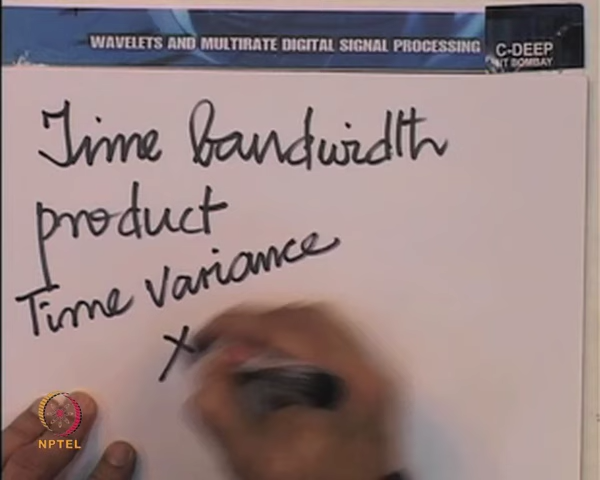 WAVELETS AND MULTIRATE DIGITAL SIGNAL PROCESSING
C-DEEP
IIT BOMBAY
Time bandwidth
product
Time Variance
×
NPTEL